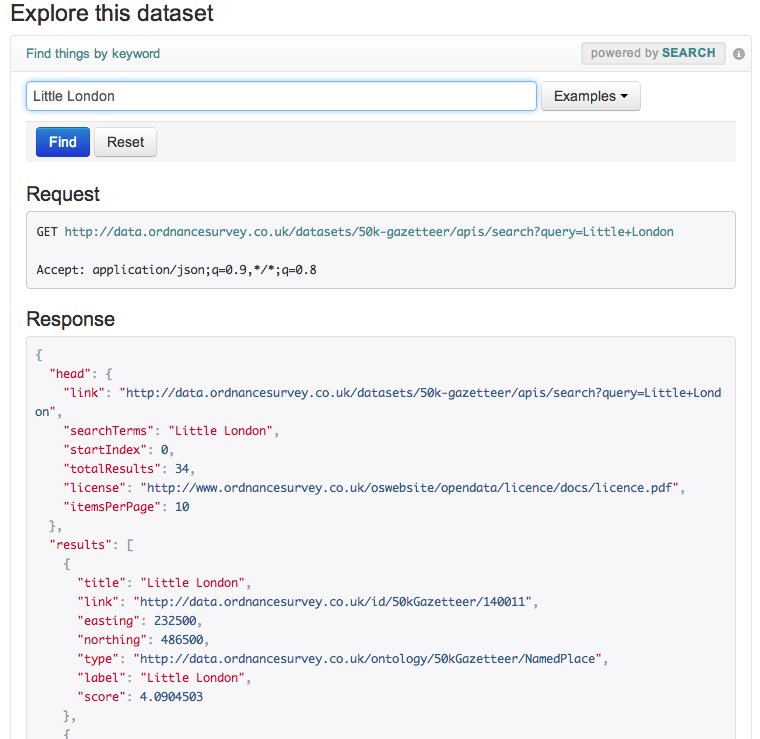 Explore this dataset
Find things by keyword
powered by SEARCH i
Little London
Examples
Find Reset
Request
GET http://data.ordnancesurvey.co.uk/datasets/50k-gazetteer/apis/search?query=Little+London
Accept: application/json;q=0.9,*/*;q=0.8
Response
{
"head": {
"link": "http://data.ordnancesurvey.co.uk/datasets/50k-gazetteer/apis/search?query=Little+Lond
on",
"searchTerms": "Little London",
"startIndex": 0,
"totalResults": 34,
"license": "http://www.ordnancesurvey.co.uk/oswebsite/opendata/licence/docs/licence.pdf",
"itemsPerPage": 10
},
"results": [
{
"title": "Little London",
"link": "http://data.ordnancesurvey.co.uk/id/50kGazetteer/140011",
"easting": 232500,
"northing": 486500,
"type": "http://data.ordnancesurvey.co.uk/ontology/50kGazetteer/NamedPlace",
"label": "Little London",
"score": 4.0904503
},
{